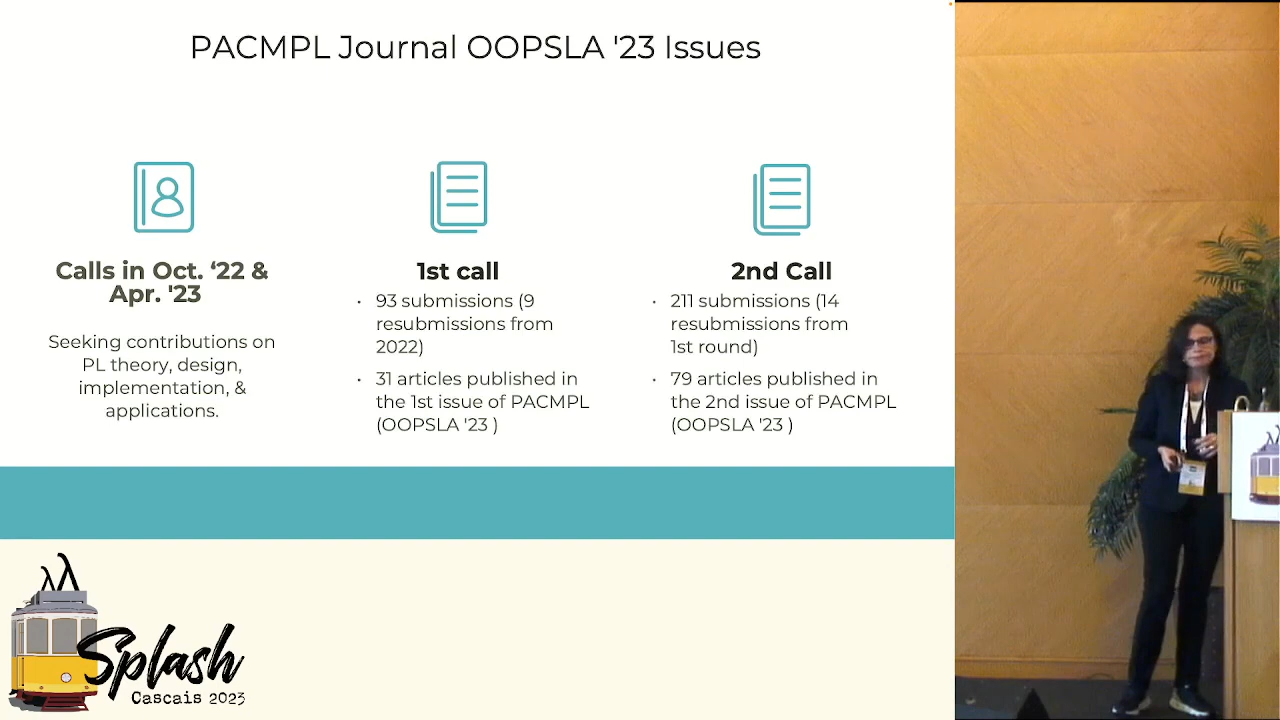 PACMPL Journal OOPSLA '23 Issues
Calls in Oct. ‘22 &
Apr. '23
Seeking contributions on
PL theory, design,
implementation, &
applications.
1st call
• 93 submissions (9
resubmissions from
2022)
• 31 articles published in
the 1st issue of PACMPL
(OOPSLA '23 )
2nd Call
• 211 submissions (14
resubmissions from
1st round)
• 79 articles published in
the 2nd issue of PACMPL
(OOPSLA '23 )
Splash
Cascais 2023